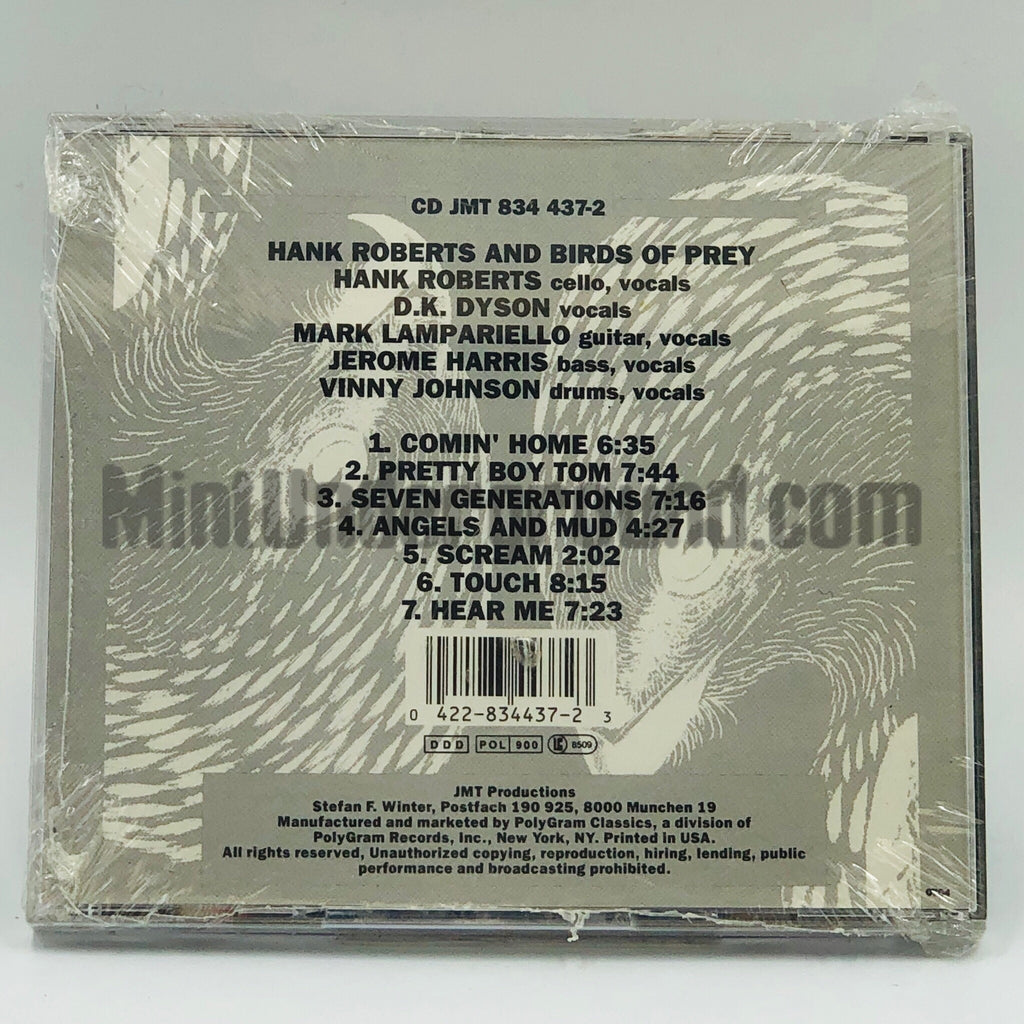 CD JMT 834 437-2
HANK ROBERTS AND BIRDS OF PREY
HANK ROBERTS cello, vocals
D.K. DYSON vocals
MARK LAMPARIELLO guitar, vocals
JEROME HARRIS bass, vocals
VINNY JOHNSON drums, vocals
1. COMIN' HOME 6:35
2. PRETTY BOY TOM 7:44
3. SEVEN GENERATIONS 7:16
4. ANGELS AND MUD 4:27
5. SCREAM 2:02
6. TOUCH 8:15
7. HEAR ME 7:23
MiniUnderground.com
0 422-834437-2 3
DDD POL 900 LC 8509
JMT Productions
Stefan F. Winter, Postfach 190 925, 8000 Munchen 19
Manufactured and marketed by PolyGram Classics, a division of
PolyGram Records, Inc., New York, NY. Printed in USA.
All rights reserved, Unauthorized copying, reproduction, hiring, lending, public
performance and broadcasting prohibited.